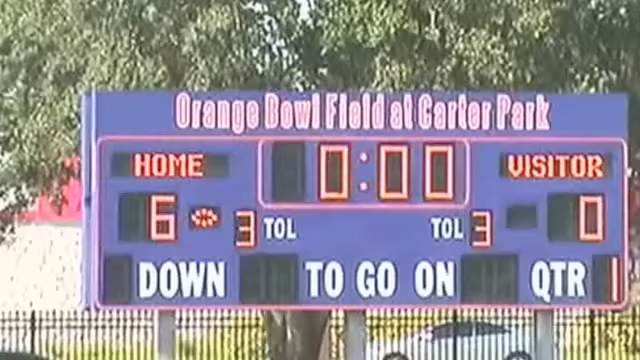 Orange Bowl Field at Carter Park
HOME 0:00 VISITOR
6 3 TOL TOL 3 0
DOWN TO GO ON QTR 1